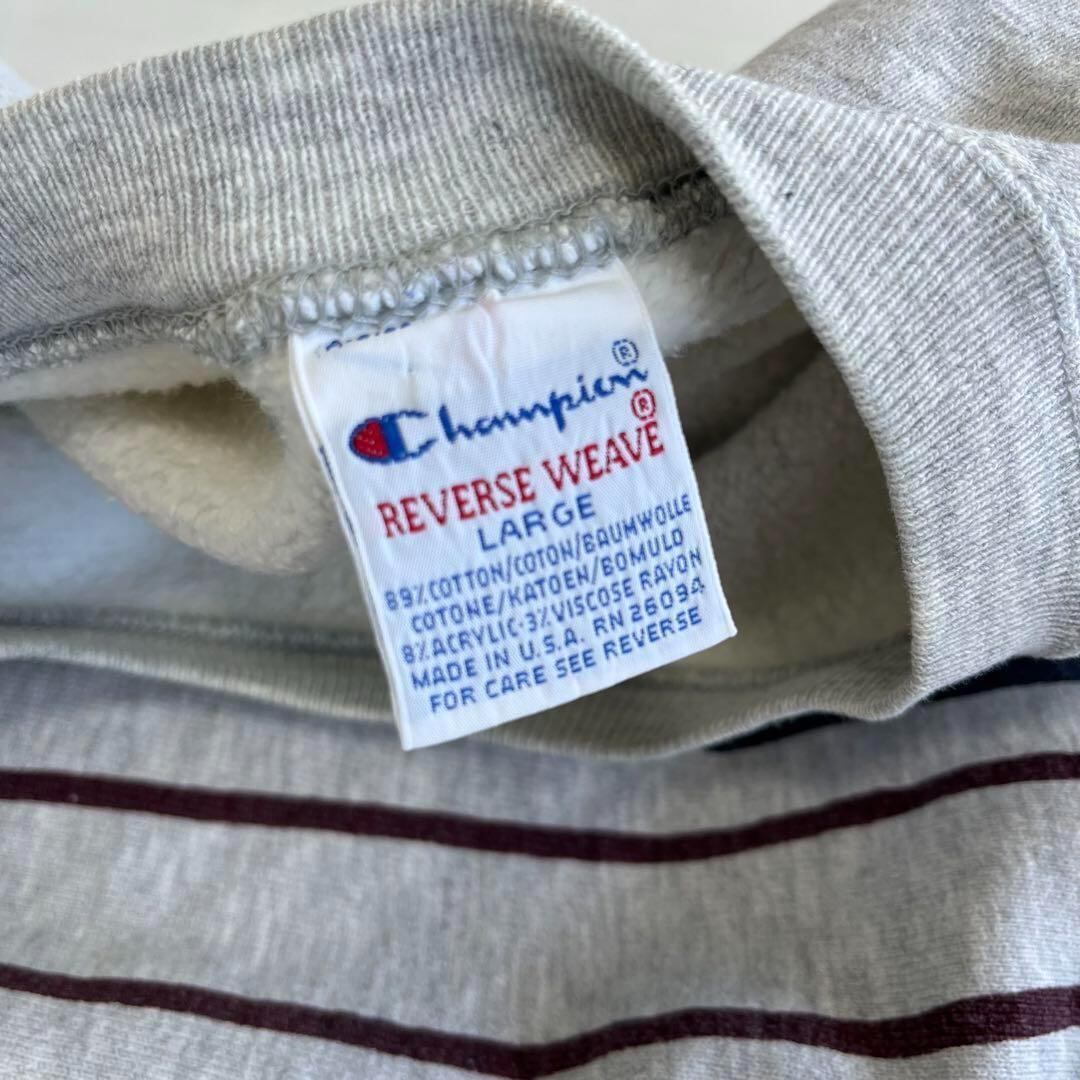 Champion®
REVERSE WEAVE®
LARGE
89%COTTON/COTON/BAUMWOLLE
COTONE/KATOEN/BOMULD
8%ACRYLIC·3%VISCOSE RAYON
MADE IN U.S.A. RN 26094
FOR CARE SEE REVERSE